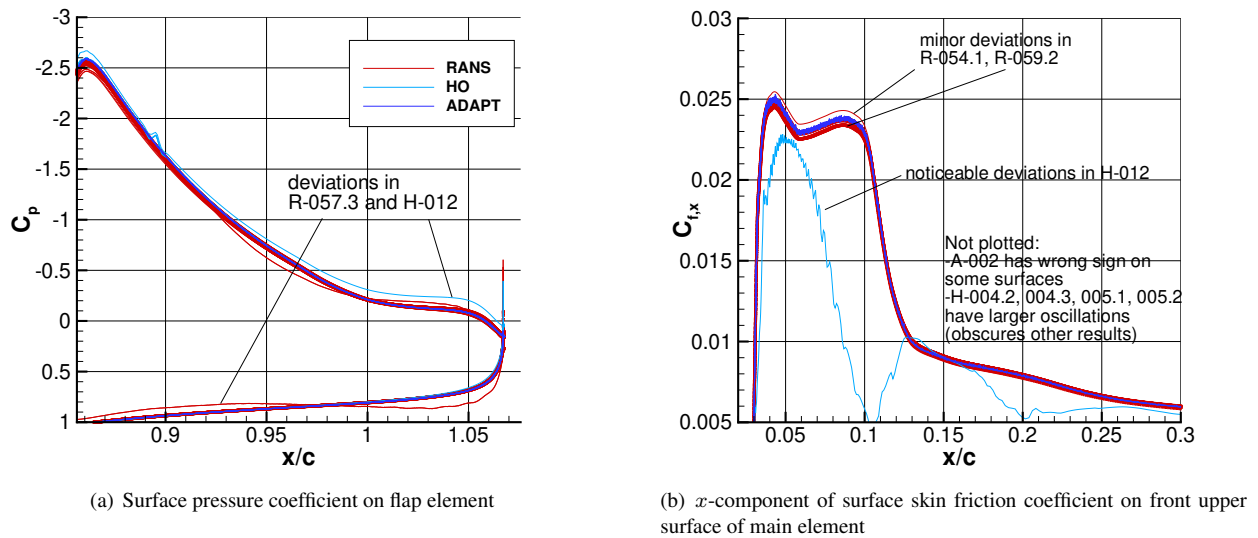 -3
-2.5
-2
-1.5
-1
-0.5
0
0.5
1
Cp
0.9
0.95
1
1.05
x/c
RANS
HO
ADAPT
deviations in
R-057.3 and H-012
(a) Surface pressure coefficient on flap element
0.025
0.02
0.015
0.01
0.005
Cf,x
0.05
0.1
0.15
0.2
0.25
0.3
x/c
minor deviations in
R-054.1, R-059.2
noticeable deviations in H-012
Not plotted:
-A-002 has wrong sign on
some surfaces
-H-004.2, 004.3, 005.1, 005.2
have larger oscillations
(obscures other results)
(b) x-component of surface skin friction coefficient on front upper
surface of main element